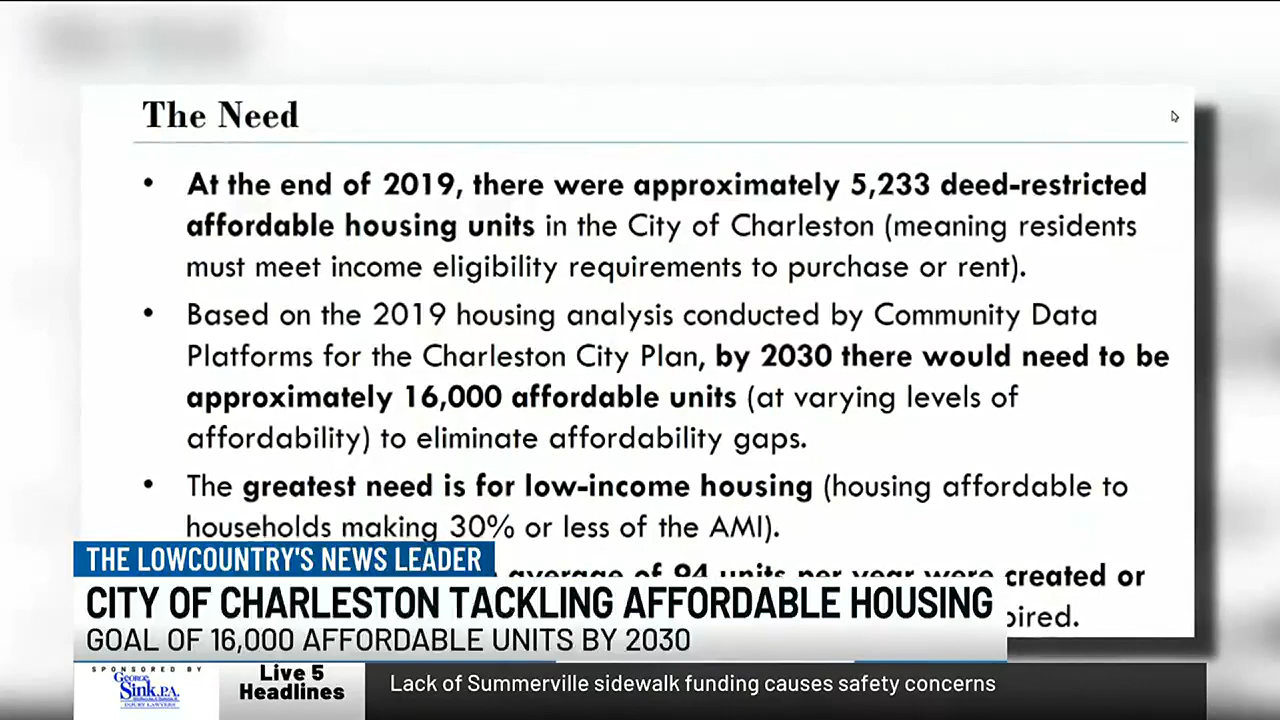 The Need
• At the end of 2019, there were approximately 5,233 deed-restricted
affordable housing units in the City of Charleston (meaning residents
must meet income eligibility requirements to purchase or rent).
• Based on the 2019 housing analysis conducted by Community Data
Platforms for the Charleston City Plan, by 2030 there would need to be
approximately 16,000 affordable units (at varying levels of
affordability) to eliminate affordability gaps.
• The greatest need is for low-income housing (housing affordable to
households making 30% or less of the AMI).
average of 94 units per year were created or
THE LOWCOUNTRY'S NEWS LEADER
CITY OF CHARLESTON TACKLING AFFORDABLE HOUSING
GOAL OF 16,000 AFFORDABLE UNITS BY 2030
SPONSORED BY
George
Sink, P.A.
INJURY LAWYERS
Live 5
Headlines
Lack of Summerville sidewalk funding causes safety concerns